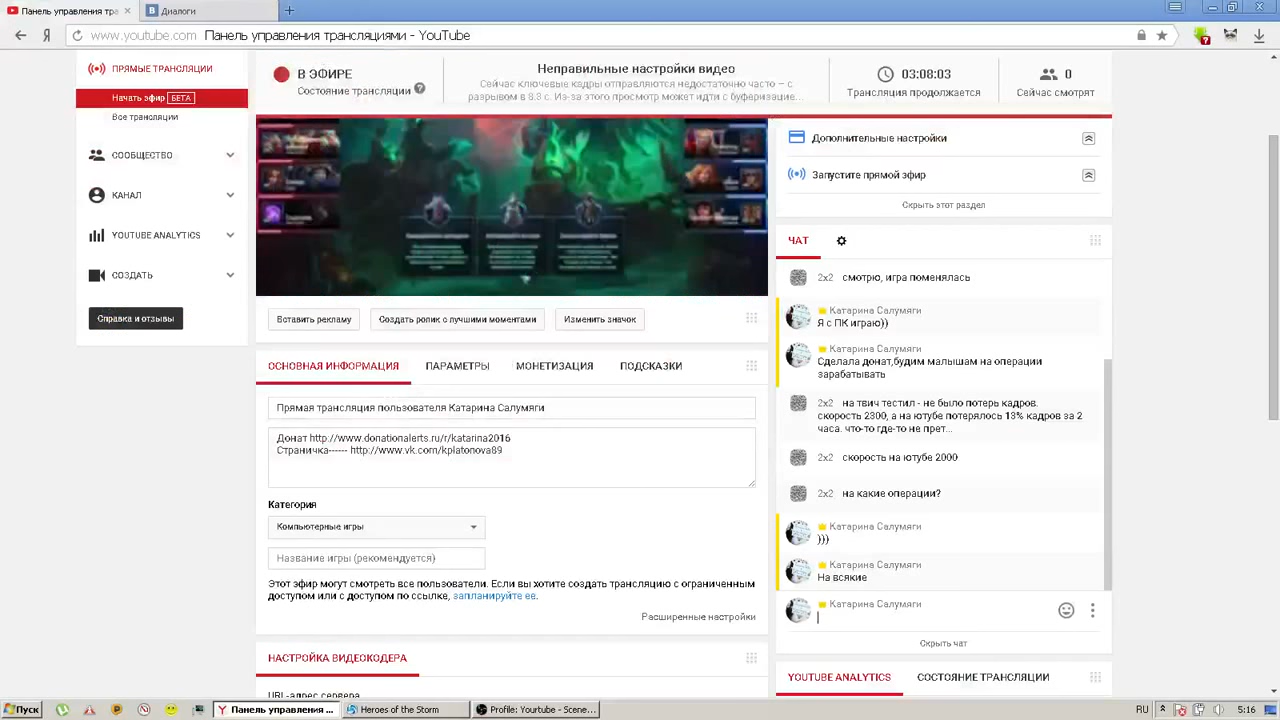 Панель управления тра
Диалоги
www.youtube.com Панель управления трансляциями - YouTube
ПРЯМЫЕ ТРАНСЛЯЦИИ
Начать эфир БЕТА
Все трансляции
СООБЩЕСТВО
КАНАЛ
YOUTUBE ANALYTICS
СОЗДАТЬ
Справка и отзывы
В ЭФИРЕ
Состояние трансляции ?
Неправильные настройки видео
Сейчас ключевые кадры отправляются недостаточно часто – с
разрывом в 8.3 с. Из-за этого просмотр может идти с буферизацие...
03:08:03
Трансляция продолжается
0
Сейчас смотрят
Вставить рекламу
Создать ролик с лучшими моментами
Изменить значок
ОСНОВНАЯ ИНФОРМАЦИЯ
ПАРАМЕТРЫ
МОНЕТИЗАЦИЯ
ПОДСКАЗКИ
Прямая трансляция пользователя Катарина Салумяги
Донат http://www.donationalerts.ru/r/katarina2016
Страничка------ http://www.vk.com/kplatonova89
Категория
Компьютерные игры
Название игры (рекомендуется)
Этот эфир могут смотреть все пользователи. Если вы хотите создать трансляцию с ограниченным
доступом или с доступом по ссылке, запланируйте ее.
Расширенные настройки
НАСТРОЙКА ВИДЕОКОДЕРА
URL-адрес сервера
Дополнительные настройки
Запустите прямой эфир
Скрыть этот раздел
ЧАТ
2x2 смотрю, игра поменялась
Катарина Салумяги
Я с ПК играю))
Катарина Салумяги
Сделала донат,будим малышам на операции
зарабатывать
2x2 на твич тестил - не было потерь кадров.
скорость 2300, а на ютубе потерялось 13% кадров за 2
часа. что-то где-то не прет...
2x2 скорость на ютубе 2000
2x2 на какие операции?
Катарина Салумяги
)))
Катарина Салумяги
На всякие
Катарина Салумяги
Скрыть чат
YOUTUBE ANALYTICS
СОСТОЯНИЕ ТРАНСЛЯЦИИ
Пуск
Панель управления ...
Heroes of the Storm
Profile: Yourtube - Scene...
RU
5:16